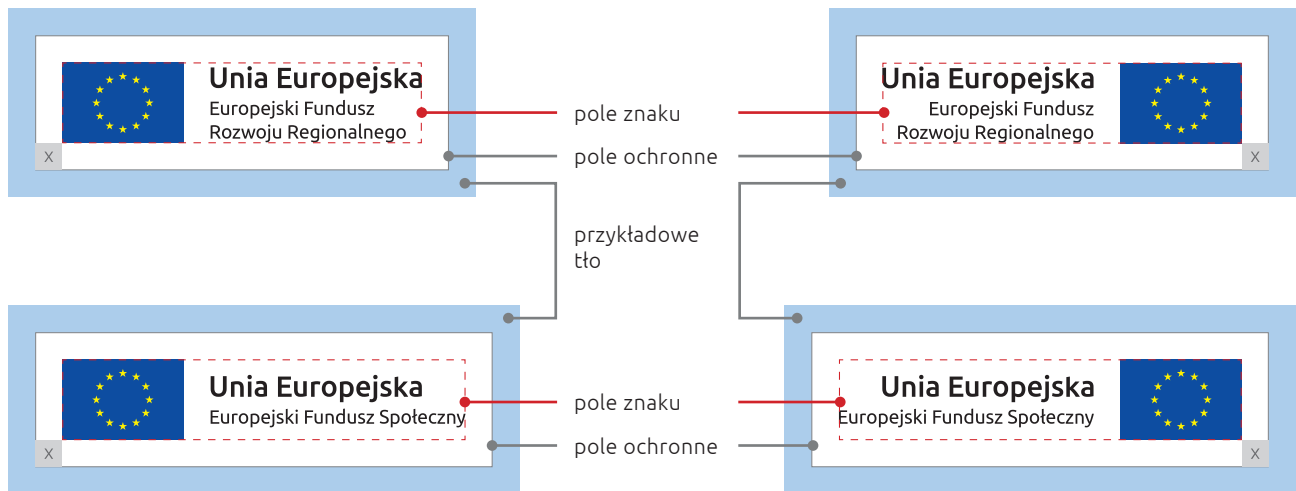 Unia Europejska
Europejski Fundusz
Rozwoju Regionalnego
X
pole znaku
pole ochronne
Unia Europejska
Europejski Fundusz
Rozwoju Regionalnego
X
przykładowe
tło
Unia Europejska
Europejski Fundusz Społeczny
X
pole znaku
pole ochronne
Unia Europejska
Europejski Fundusz Społeczny
X